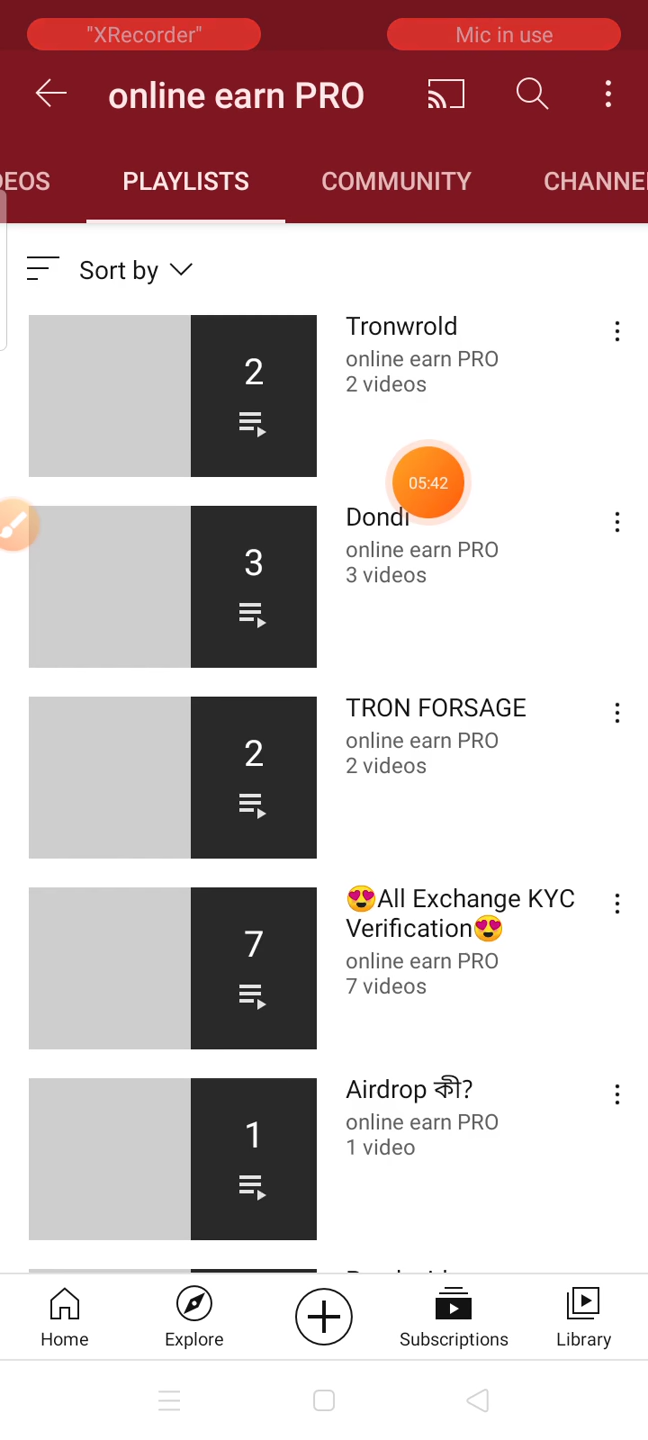 "XRecorder" Mic in use
online earn PRO
DEOS PLAYLISTS COMMUNITY CHANNE
Sort by
2
Tronwrold
online earn PRO
2 videos
05:42
3
Dondi
online earn PRO
3 videos
2
TRON FORSAGE
online earn PRO
2 videos
7
😍All Exchange KYC
Verification😍
online earn PRO
7 videos
1
Airdrop কী?
online earn PRO
1 video
Home Explore Subscriptions Library